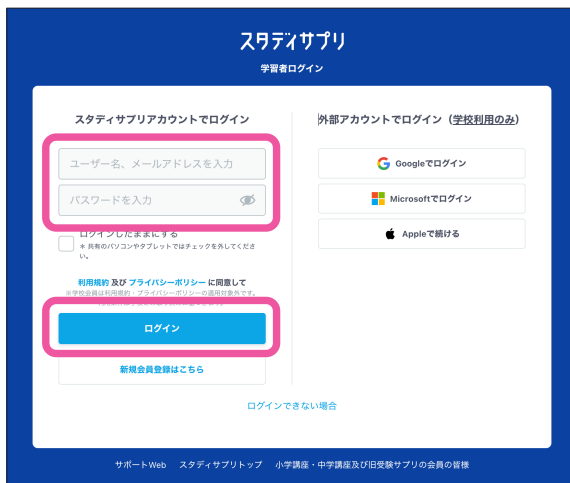 スタディサプリ
学習者ログイン
スタディサプリアカウントでログイン
ユーザー名、メールアドレスを入力
パスワードを入力
ログインしたままにする
* 共有のパソコンやタブレットではチェックを外してくださ
い。
利用規約 及び プライバシーポリシー に同意して
※学校会員は利用規約・プライバシーポリシーの適用対象外です。
ログイン
新規会員登録はこちら
外部アカウントでログイン（学校利用のみ）
Googleでログイン
Microsoftでログイン
Appleで続ける
ログインできない場合
サポートWeb スタディサプリトップ 小学講座・中学講座及び旧受験サプリの会員の皆様